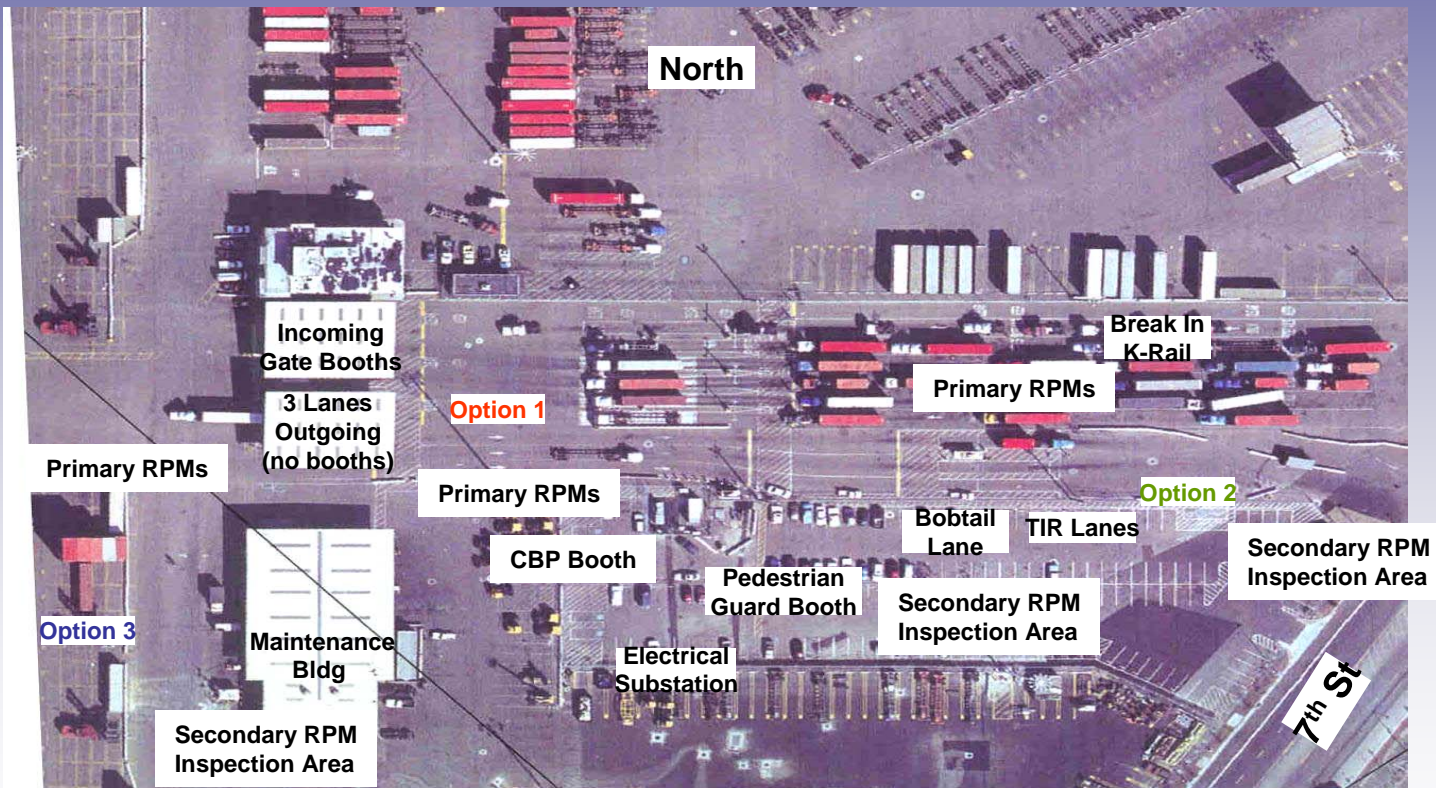 North
Incoming
Gate Booths
Break In
K-Rail
Primary RPMs
3 Lanes
Outgoing
(no booths)
Option 1
Primary RPMs
Primary RPMs
Option 2
Bobtail
Lane
TIR Lanes
CBP Booth
Secondary RPM
Inspection Area
Pedestrian
Guard Booth
Secondary RPM
Inspection Area
Option 3
Maintenance
Bldg
Electrical
Substation
7th St
Secondary RPM
Inspection Area